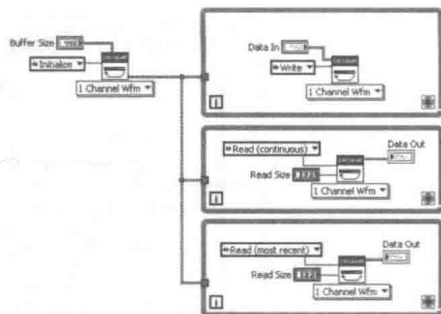 Buffer Size
Initialize
1 Channel Wfm
Data In
Write
1 Channel Wfm
i
Read (continuous)
Data Out
Read Size
1 Channel Wfm
i
Read (most recent)
Data Out
Read Size
1 Channel Wfm
i